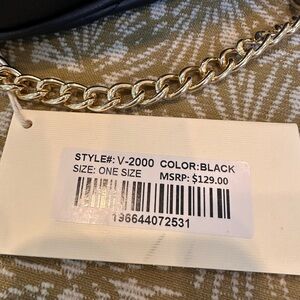 STYLE#: V-2000 COLOR:BLACK
SIZE: ONE SIZE MSRP: $129.00
196644072531